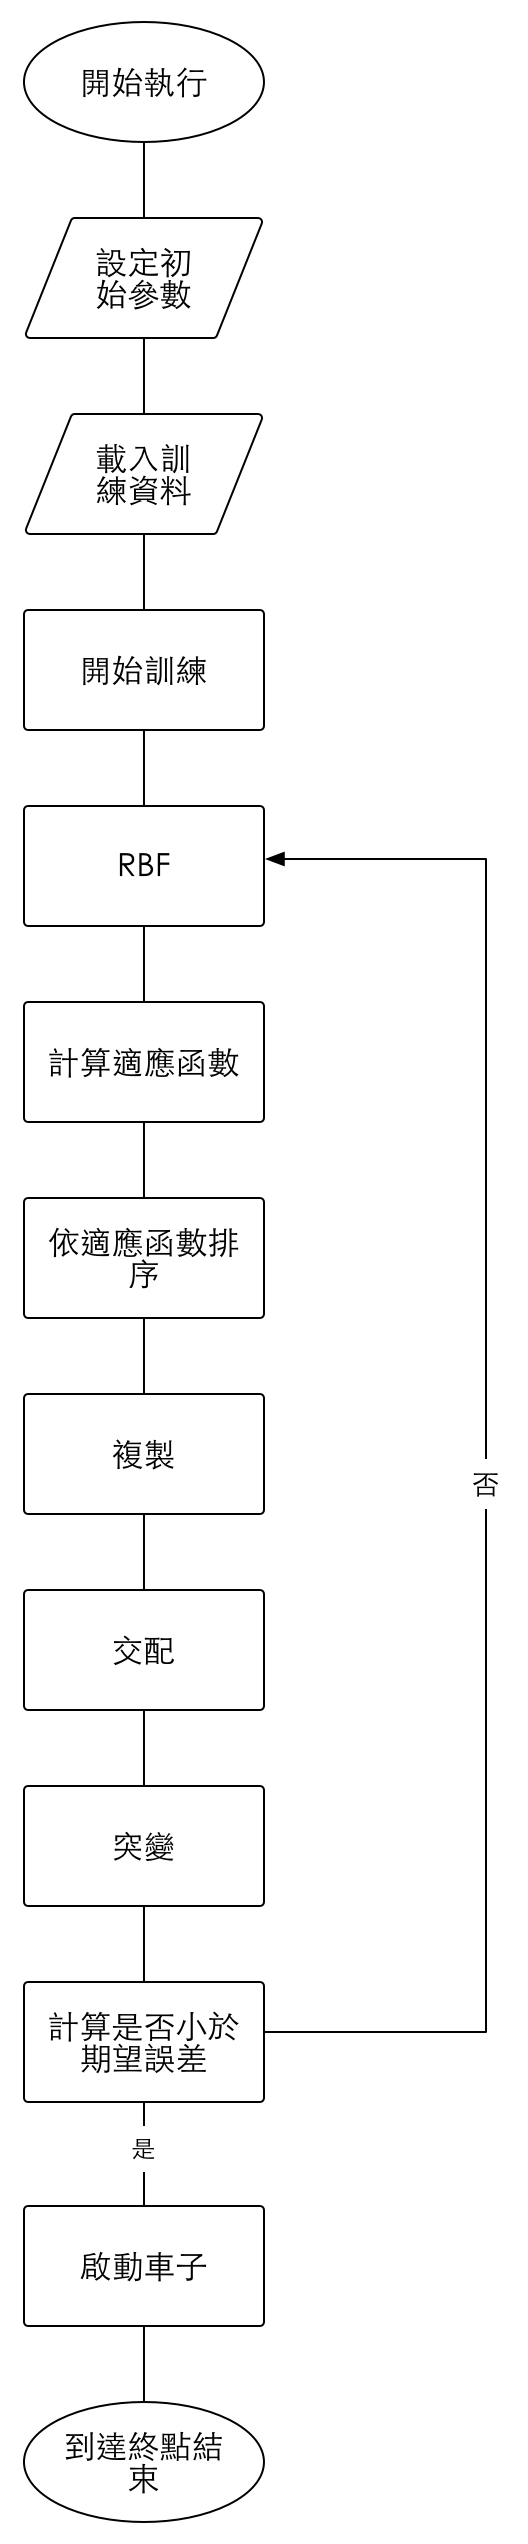 開始執行
設定初
始參數
載入訓
練資料
開始訓練
RBF
計算適應函數
依適應函數排
序
複製
否
交配
突變
計算是否小於
期望誤差
是
啟動車子
到達終點結
束